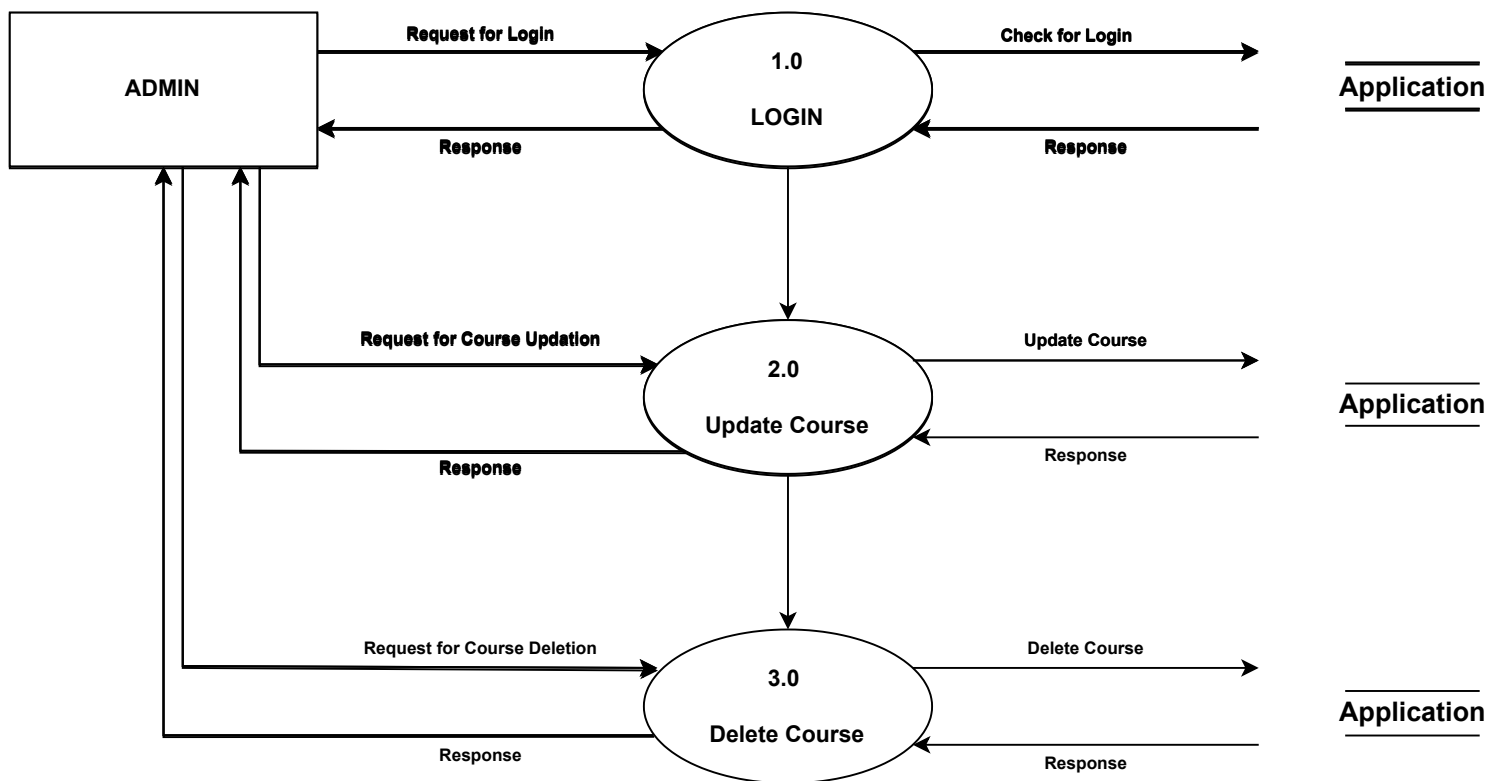 Request for Login
Check for Login
ADMIN
1.0
LOGIN
Application
Response
Response
Request for Course Updation
Update Course
2.0
Update Course
Application
Response
Response
Request for Course Deletion
Delete Course
3.0
Delete Course
Application
Response
Response